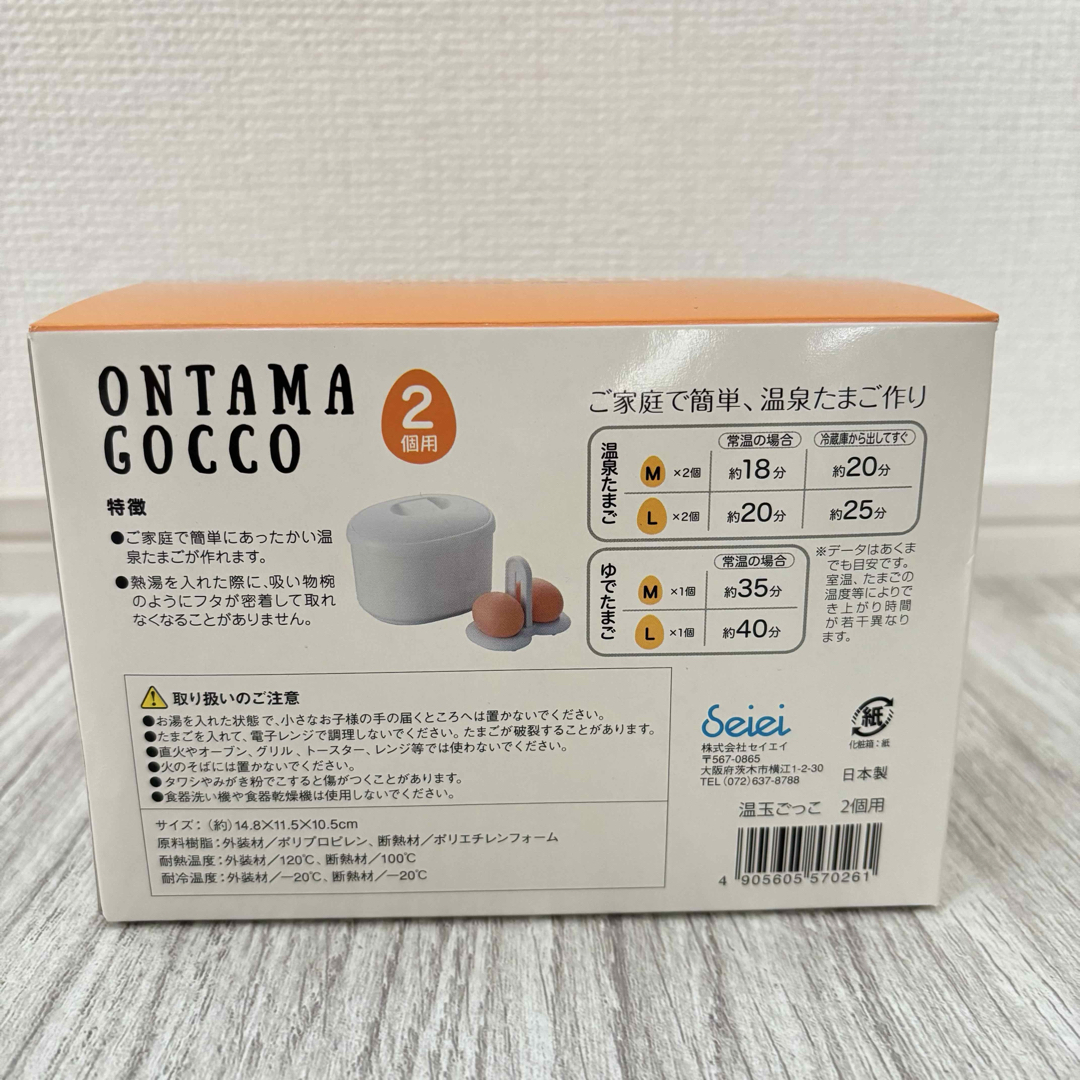 ONTAMA
GOCCO
2
個用
特徴
●ご家庭で簡単にあったかい温
泉たまごが作れます。
●熱湯を入れた際に、吸い物椀
のようにフタが密着して取れ
なくなることがありません。
ご家庭で簡単、温泉たまご作り
温泉たまご
常温の場合 冷蔵庫から出してすぐ
M ×2個 約18分 約20分
L ×2個 約20分 約25分
ゆでたまご
常温の場合
M ×1個 約35分
L ×1個 約40分
※データはあくま
でも目安です。
室温、たまごの
温度等によりで
き上がり時間
が若干異なり
ます。
取り扱いのご注意
●お湯を入れた状態で、小さなお子様の手の届くところへは置かないでください。
●たまごを入れて、電子レンジで調理しないでください。たまごが破裂することがあります。
●直火やオーブン、グリル、トースター、レンジ等では使わないでください。
●火のそばには置かないでください。
●タワシやみがき粉でこすると傷がつくことがあります。
●食器洗い機や食器乾燥機は使用しないでください。
サイズ：(約)14.8×11.5×10.5cm
原料樹脂：外装材／ポリプロピレン、断熱材／ポリエチレンフォーム
耐熱温度：外装材／120℃、断熱材／100℃
耐冷温度：外装材／－20℃、断熱材／－20℃
Seiei
株式会社セイエイ
〒567-0865
大阪府茨木市横江1-2-30
TEL(072)637-8788
紙
化粧箱：紙
日本製
温玉ごっこ 2個用
4 905605 570261